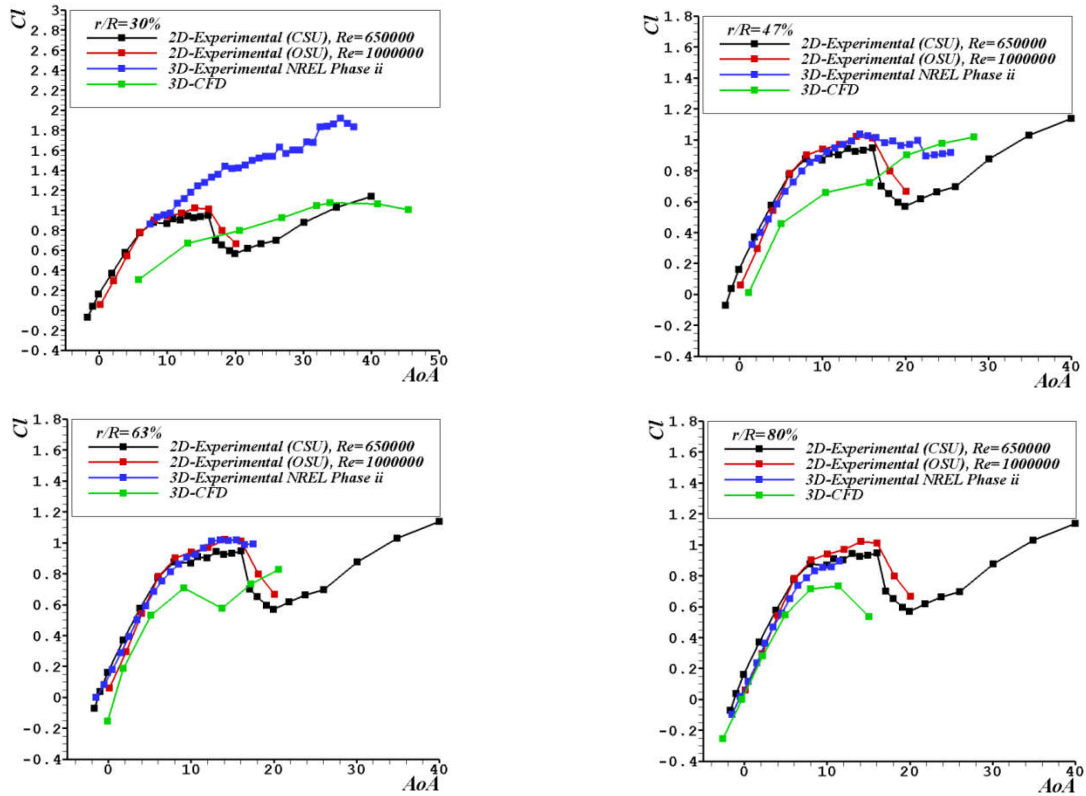 Cl
3
2.8
2.6
2.4
2.2
2
1.8
1.6
1.4
1.2
1
0.8
0.6
0.4
0.2
0
-0.2
-0.4
r/R=30%
2D-Experimental (CSU), Re=650000
2D-Experimental (OSU), Re=1000000
3D-Experimental NREL Phase ii
3D-CFD
0 10 20 30 40 50
AoA
Cl
1.8
1.6
1.4
1.2
1
0.8
0.6
0.4
0.2
0
-0.2
-0.4
r/R=47%
2D-Experimental (CSU), Re=650000
2D-Experimental (OSU), Re=1000000
3D-Experimental NREL Phase ii
3D-CFD
0 10 20 30 40
AoA
Cl
1.8
1.6
1.4
1.2
1
0.8
0.6
0.4
0.2
0
-0.2
-0.4
r/R=63%
2D-Experimental (CSU), Re=650000
2D-Experimental (OSU), Re=1000000
3D-Experimental NREL Phase ii
3D-CFD
0 10 20 30 40
AoA
Cl
1.8
1.6
1.4
1.2
1
0.8
0.6
0.4
0.2
0
-0.2
-0.4
r/R=80%
2D-Experimental (CSU), Re=650000
2D-Experimental (OSU), Re=1000000
3D-Experimental NREL Phase ii
3D-CFD
0 10 20 30 40
AoA